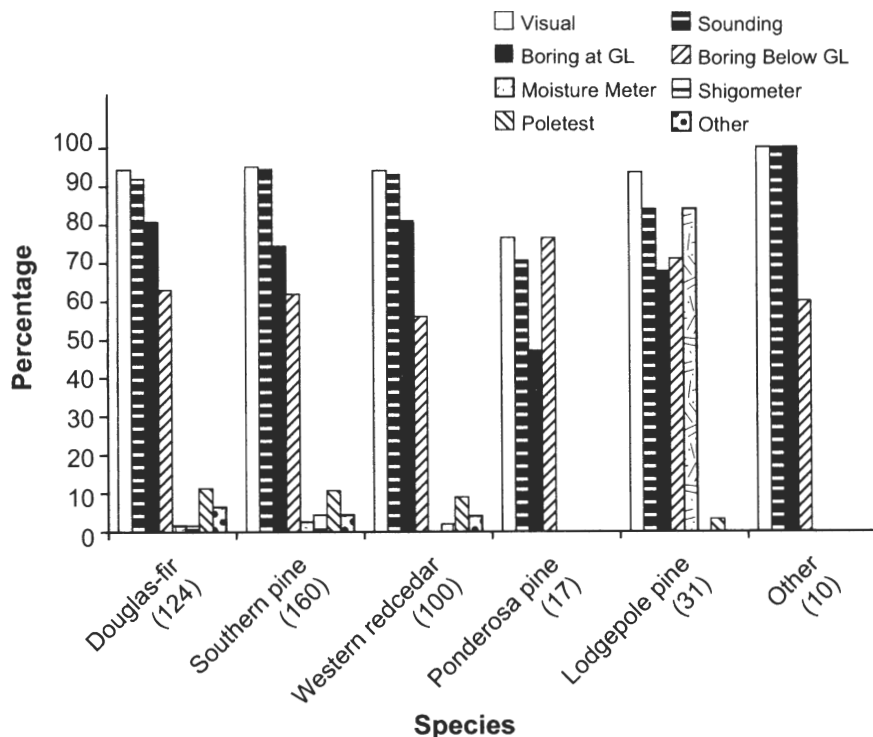 Visual
Sounding
Boring at GL
Boring Below GL
Moisture Meter
Shigometer
Poletest
Other
100
90
80
70
60
50
40
30
20
10
0
Percentage
Douglas-fir
(124)
Southern pine
(160)
Western redcedar
(100)
Ponderosa pine
(17)
Lodgepole pine
(31)
Other
(10)
Species